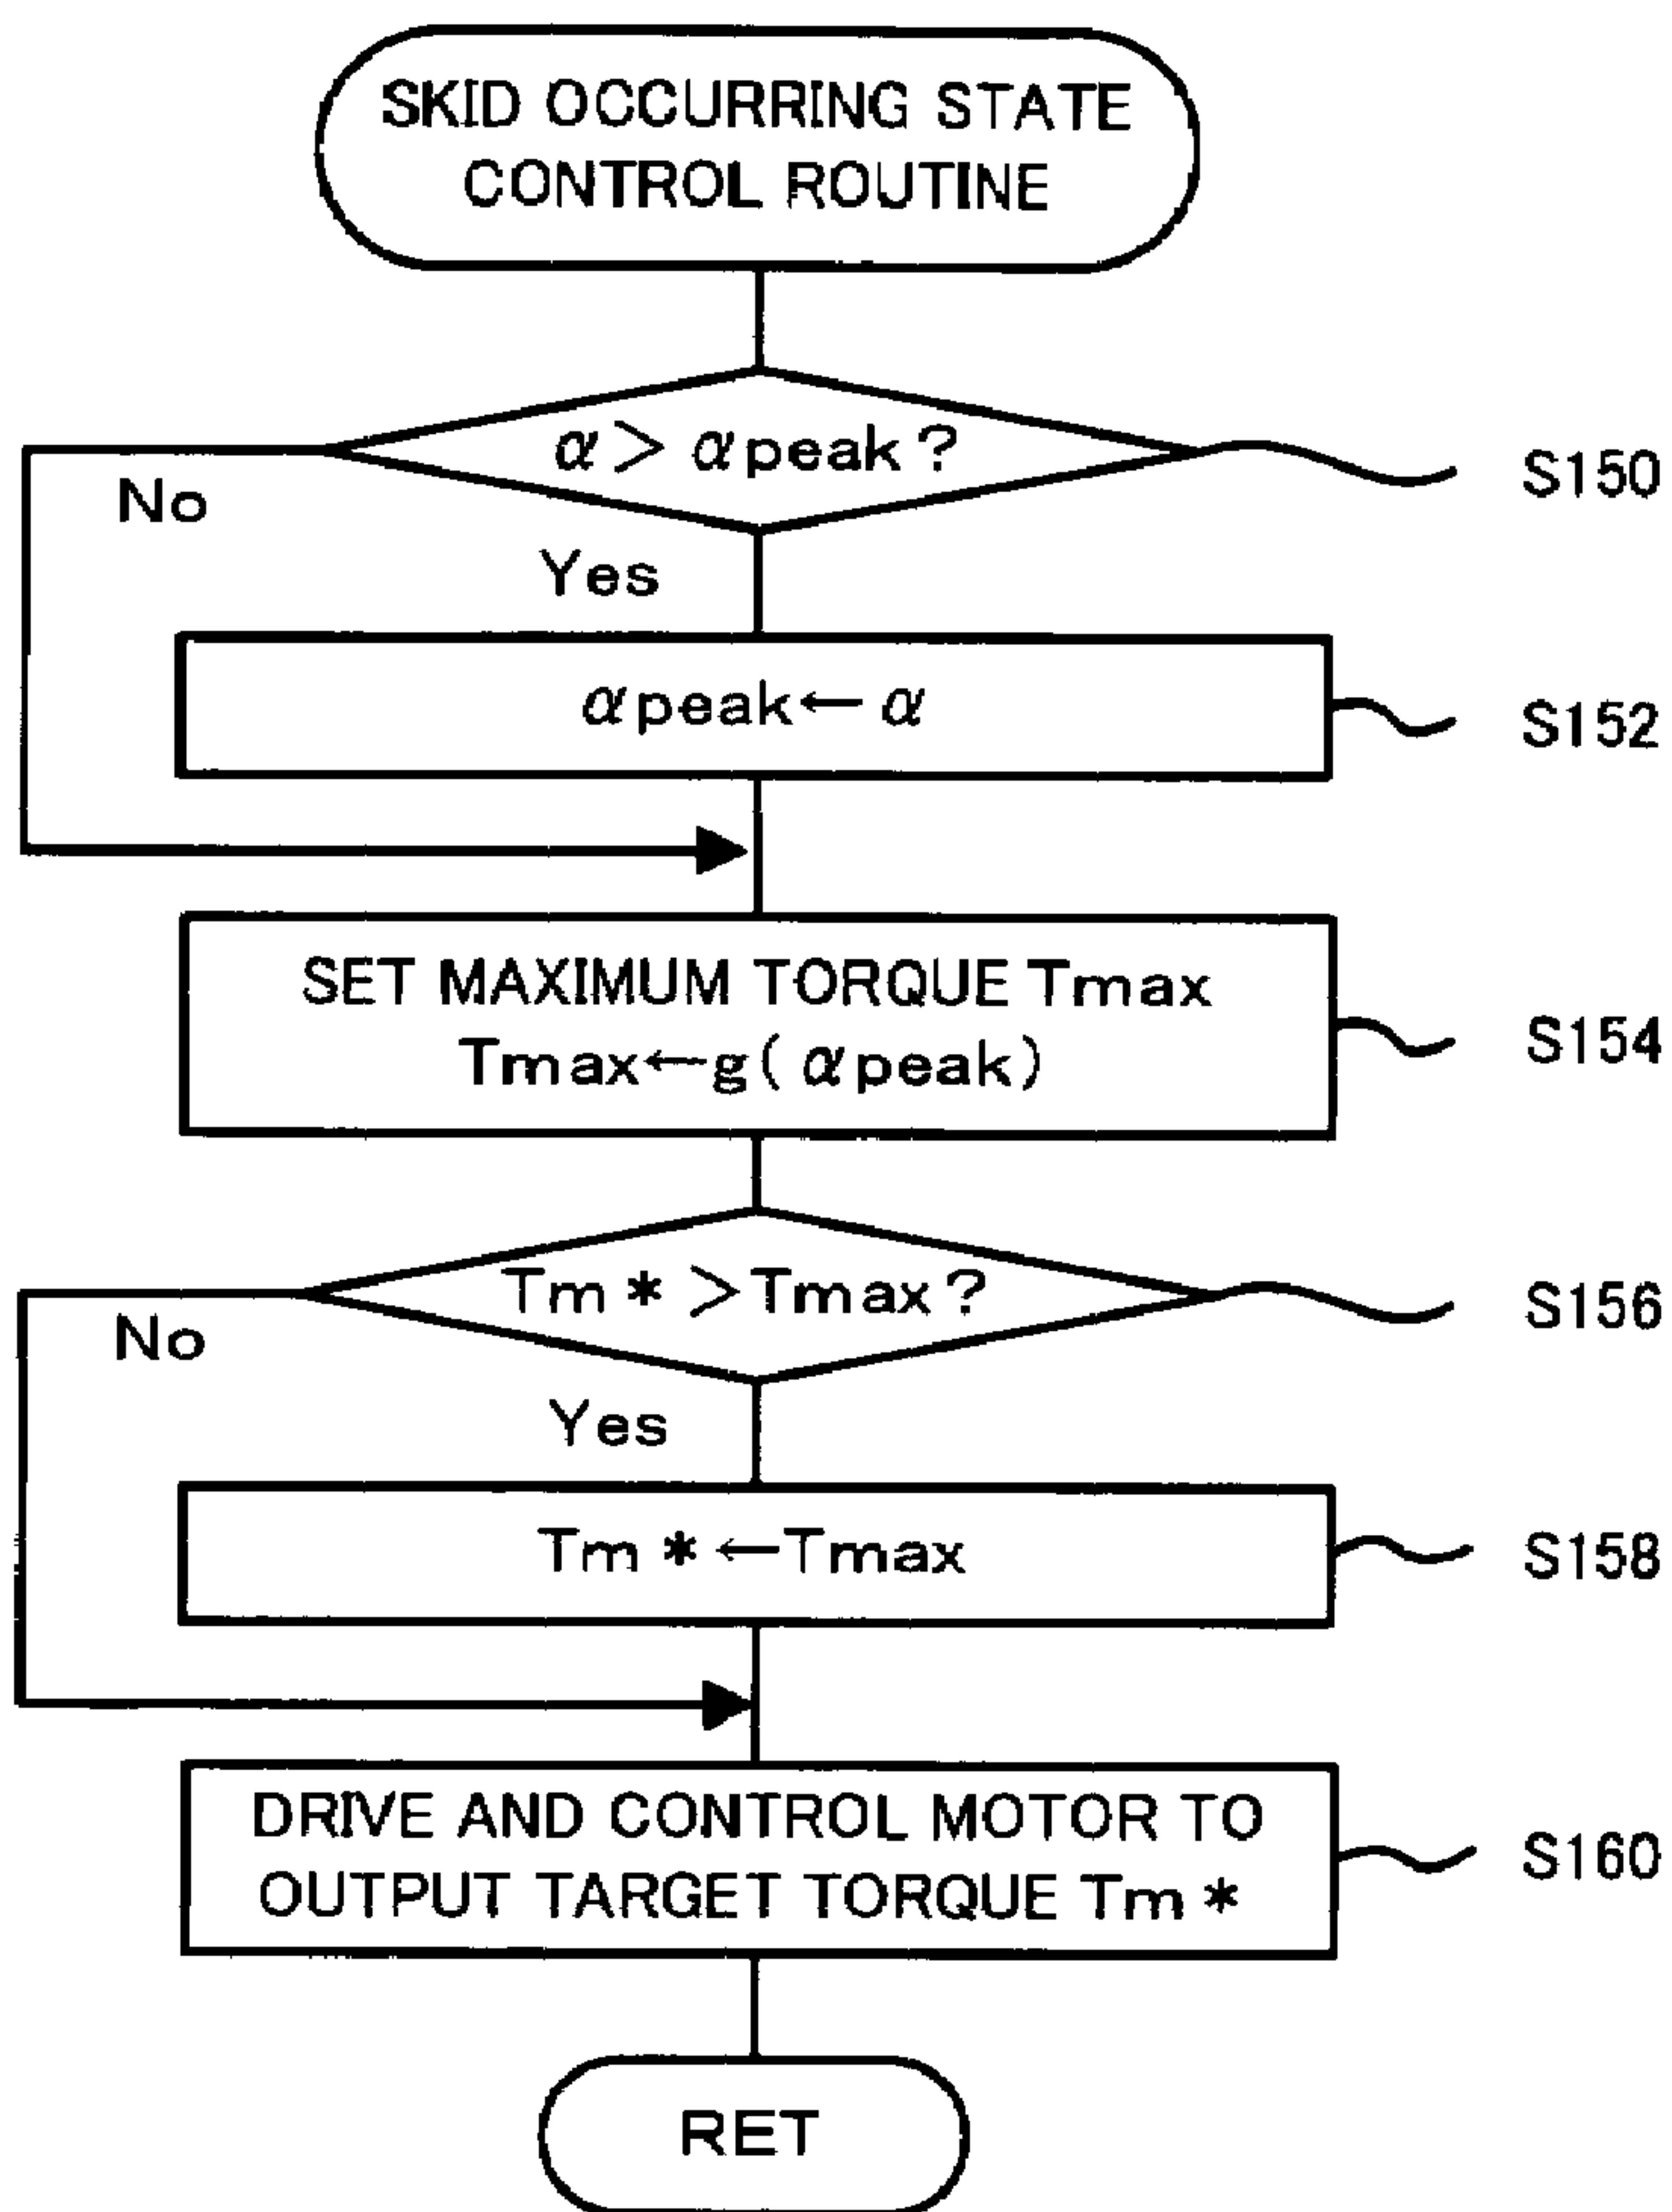 SKID OCCURRING STATE
CONTROL ROUTINE
α > αpeak?
S150
No
Yes
αpeak←α
S152
SET MAXIMUM TORQUE Tmax
Tmax←g(αpeak)
S154
Tm*>Tmax?
S156
No
Yes
Tm*←Tmax
S158
DRIVE AND CONTROL MOTOR TO
OUTPUT TARGET TORQUE Tm*
S160
RET